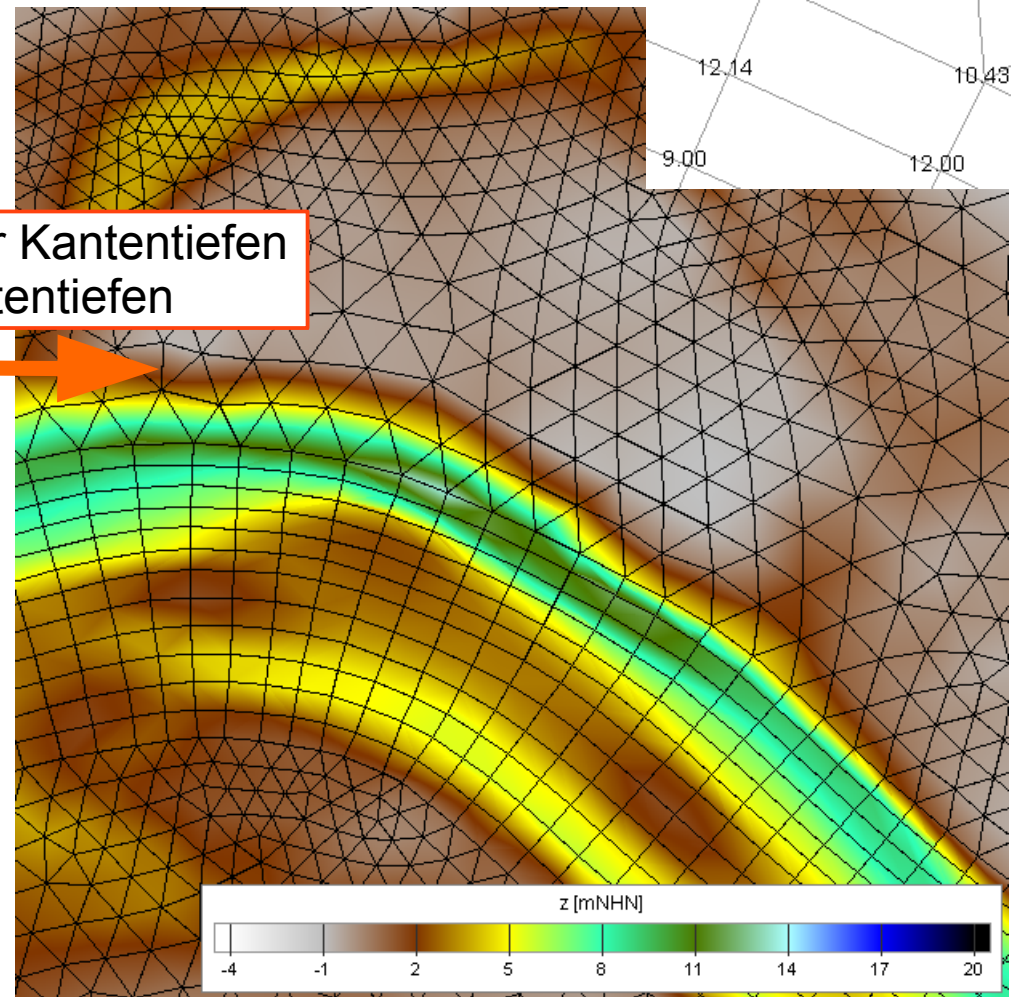 12.14
10.43
9.00
12.00
r Kantentiefen
tentiefen
z [mNHN]
-4 -1 2 5 8 11 14 17 20